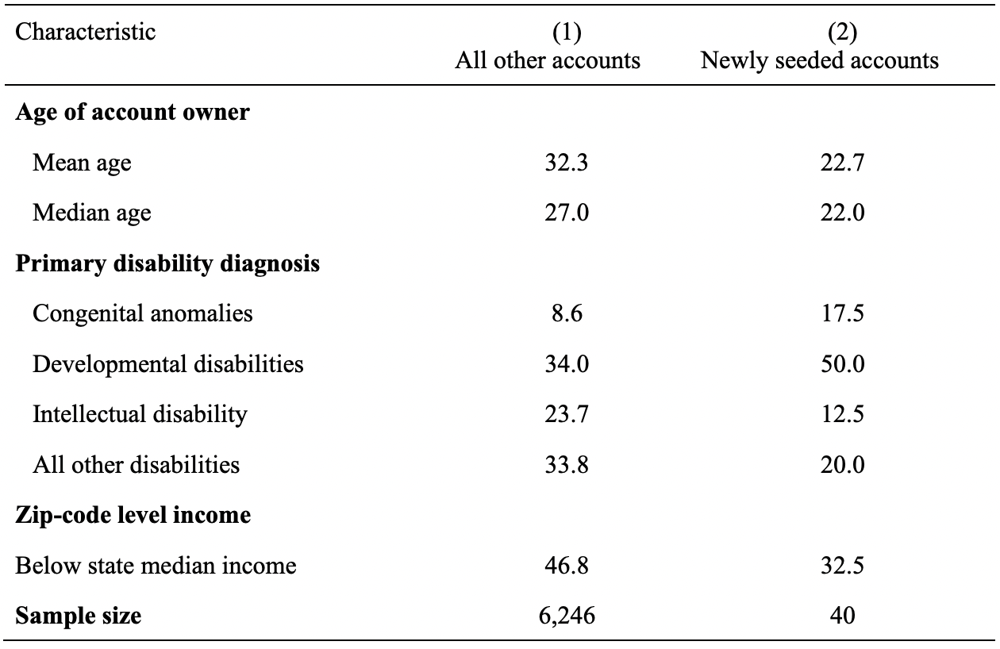 Characteristic (1) (2)
All other accounts Newly seeded accounts
Age of account owner
Mean age 32.3 22.7
Median age 27.0 22.0
Primary disability diagnosis
Congenital anomalies 8.6 17.5
Developmental disabilities 34.0 50.0
Intellectual disability 23.7 12.5
All other disabilities 33.8 20.0
Zip-code level income
Below state median income 46.8 32.5
Sample size 6,246 40